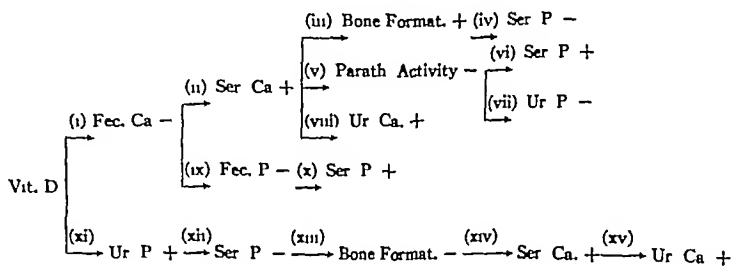 (iii) Bone Format. + (iv) Ser P −
(vi) Ser P +
(ii) Ser Ca + (v) Parath Activity −
(vii) Ur P −
(i) Fec. Ca − (viii) Ur Ca. +
(ix) Fec. P − (x) Ser P +
Vit. D
(xi) Ur P + (xii) Ser P − (xiii) Bone Format. − (xiv) Ser Ca. + (xv) Ur Ca +